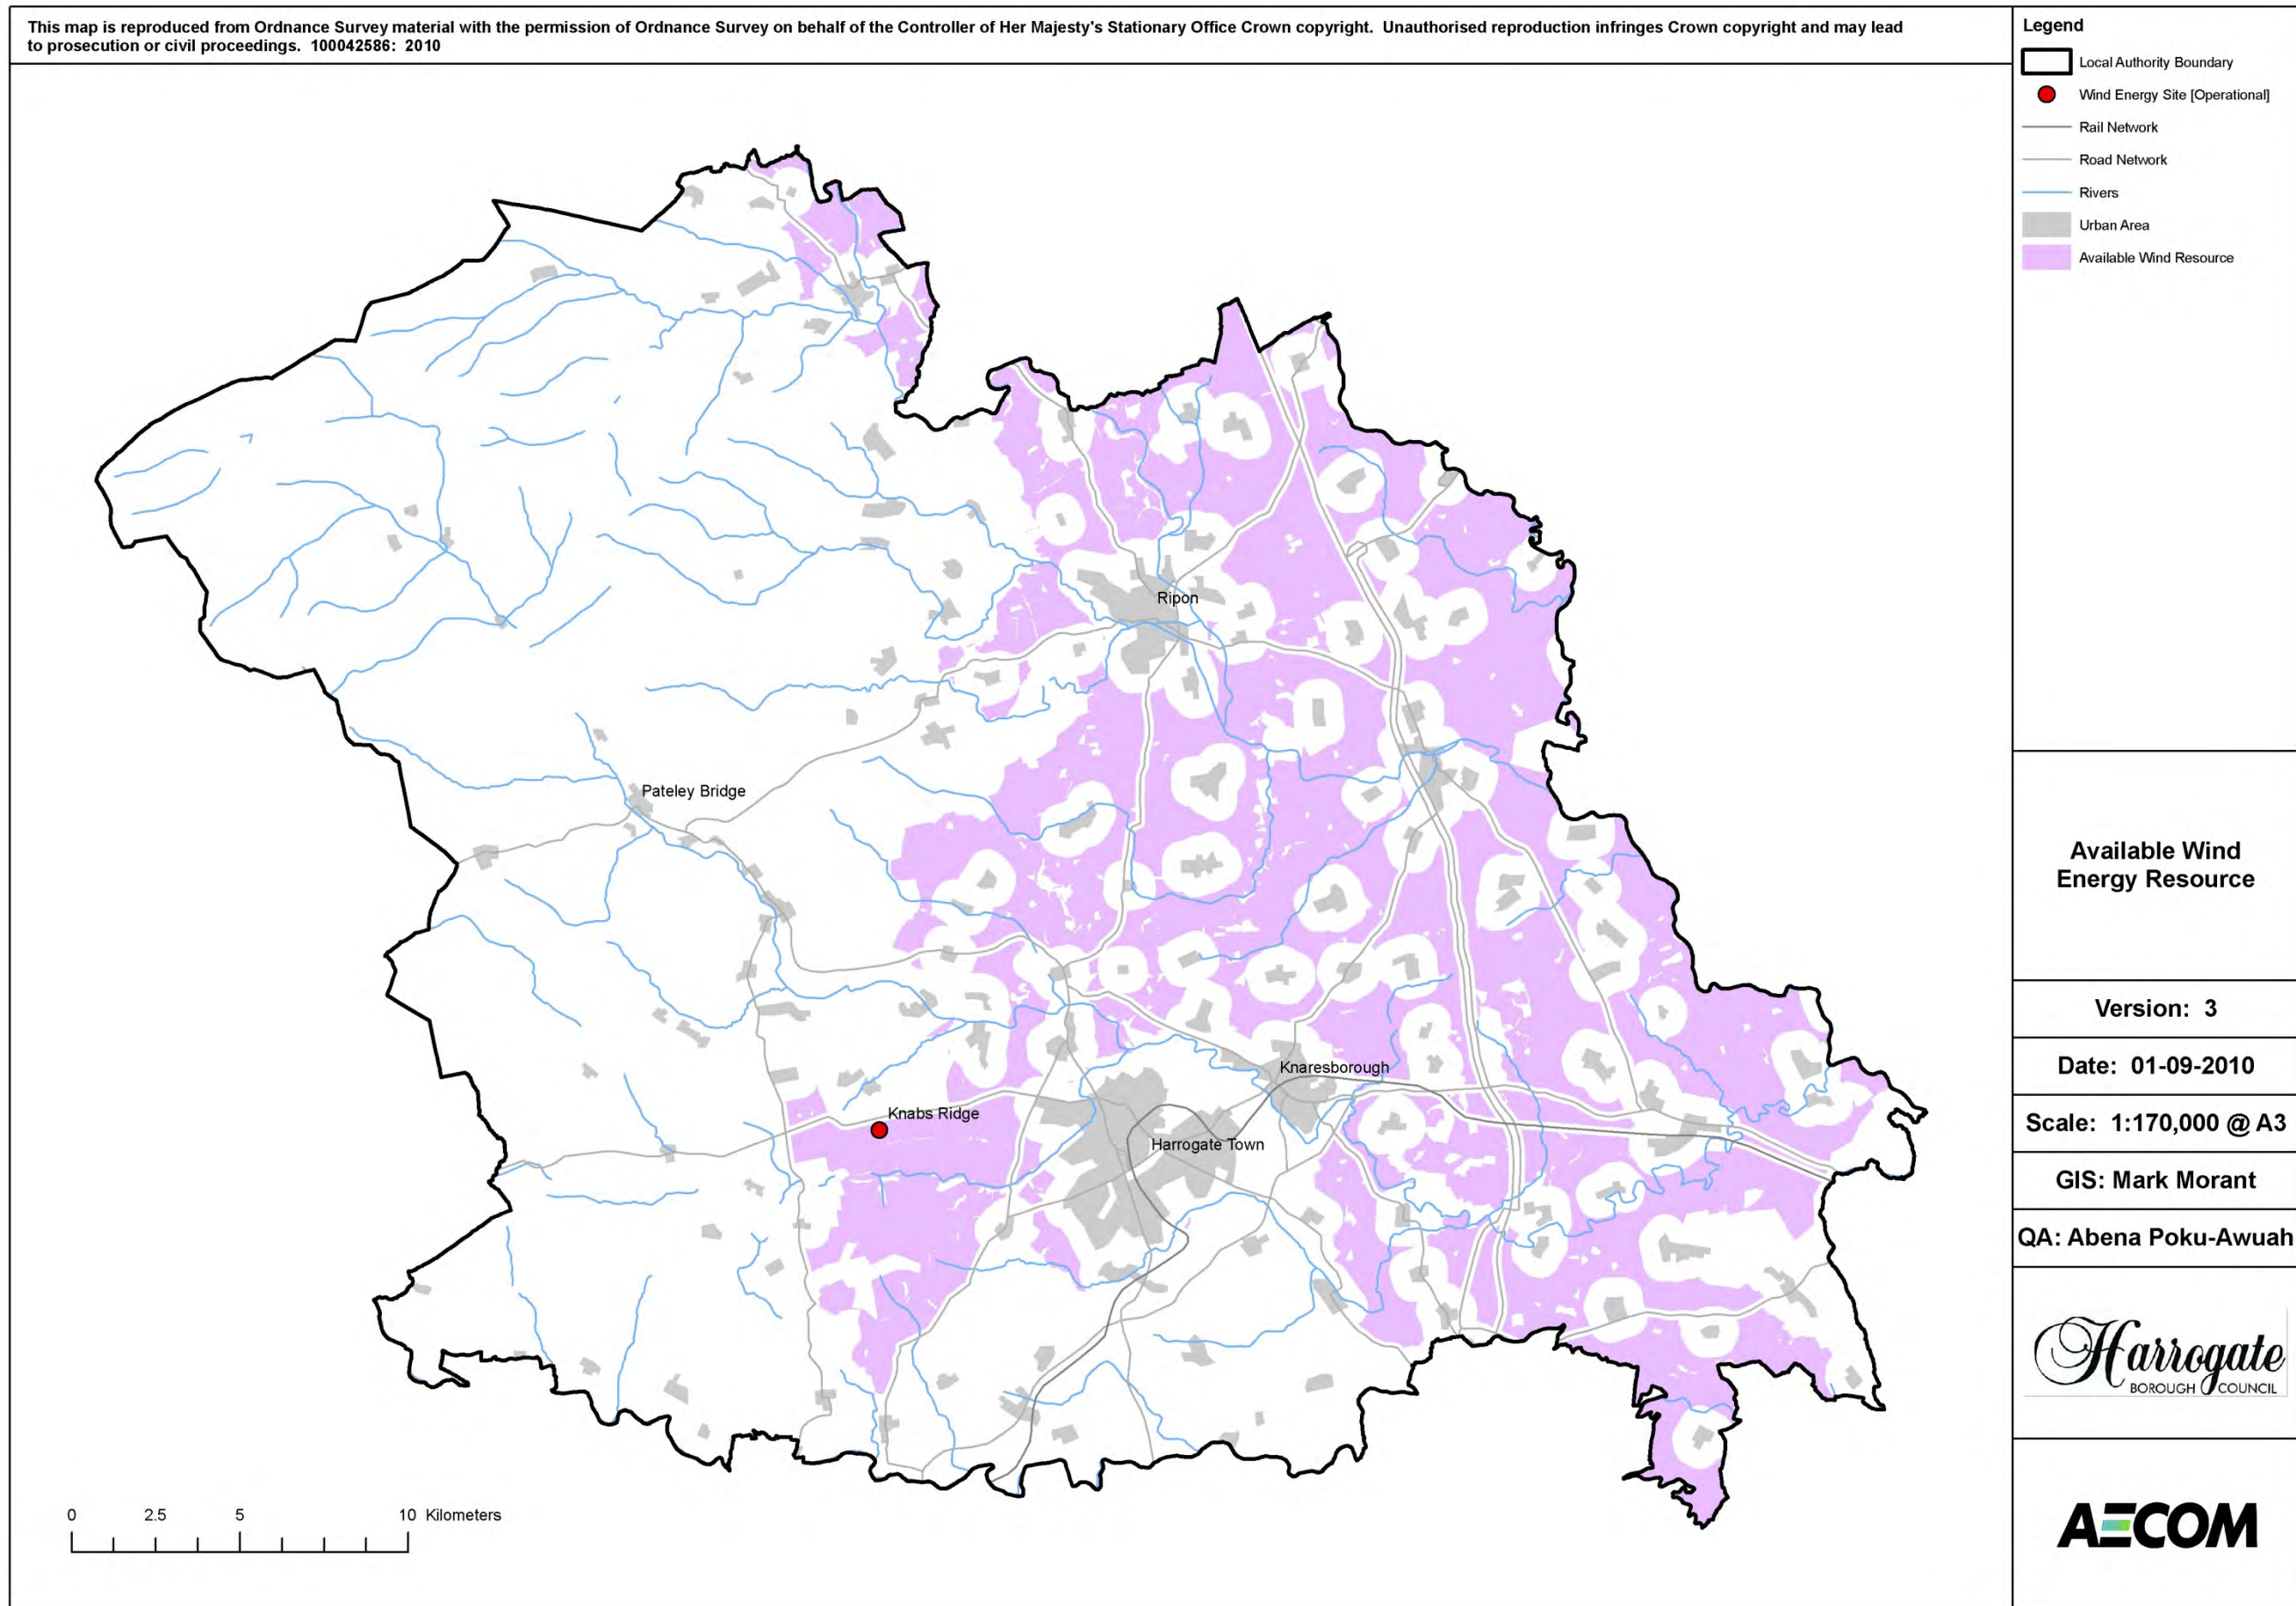 This map is reproduced from Ordnance Survey material with the permission of Ordnance Survey on behalf of the Controller of Her Majesty's Stationary Office Crown copyright.  Unauthorised reproduction infringes Crown copyright and may lead
to prosecution or civil proceedings.  100042586:  2010
Legend
Local Authority Boundary
Wind Energy Site [Operational]
Rail Network
Road Network
Rivers
Urban Area
Available Wind Resource
Ripon
Pateley Bridge
Knaresborough
Knabs Ridge
Harrogate Town
0 2.5 5 10 Kilometers
Available Wind
Energy Resource
Version:  3
Date:  01-09-2010
Scale:  1:170,000 @ A3
GIS: Mark Morant
QA: Abena Poku-Awuah
Harrogate
BOROUGH COUNCIL
AECOM